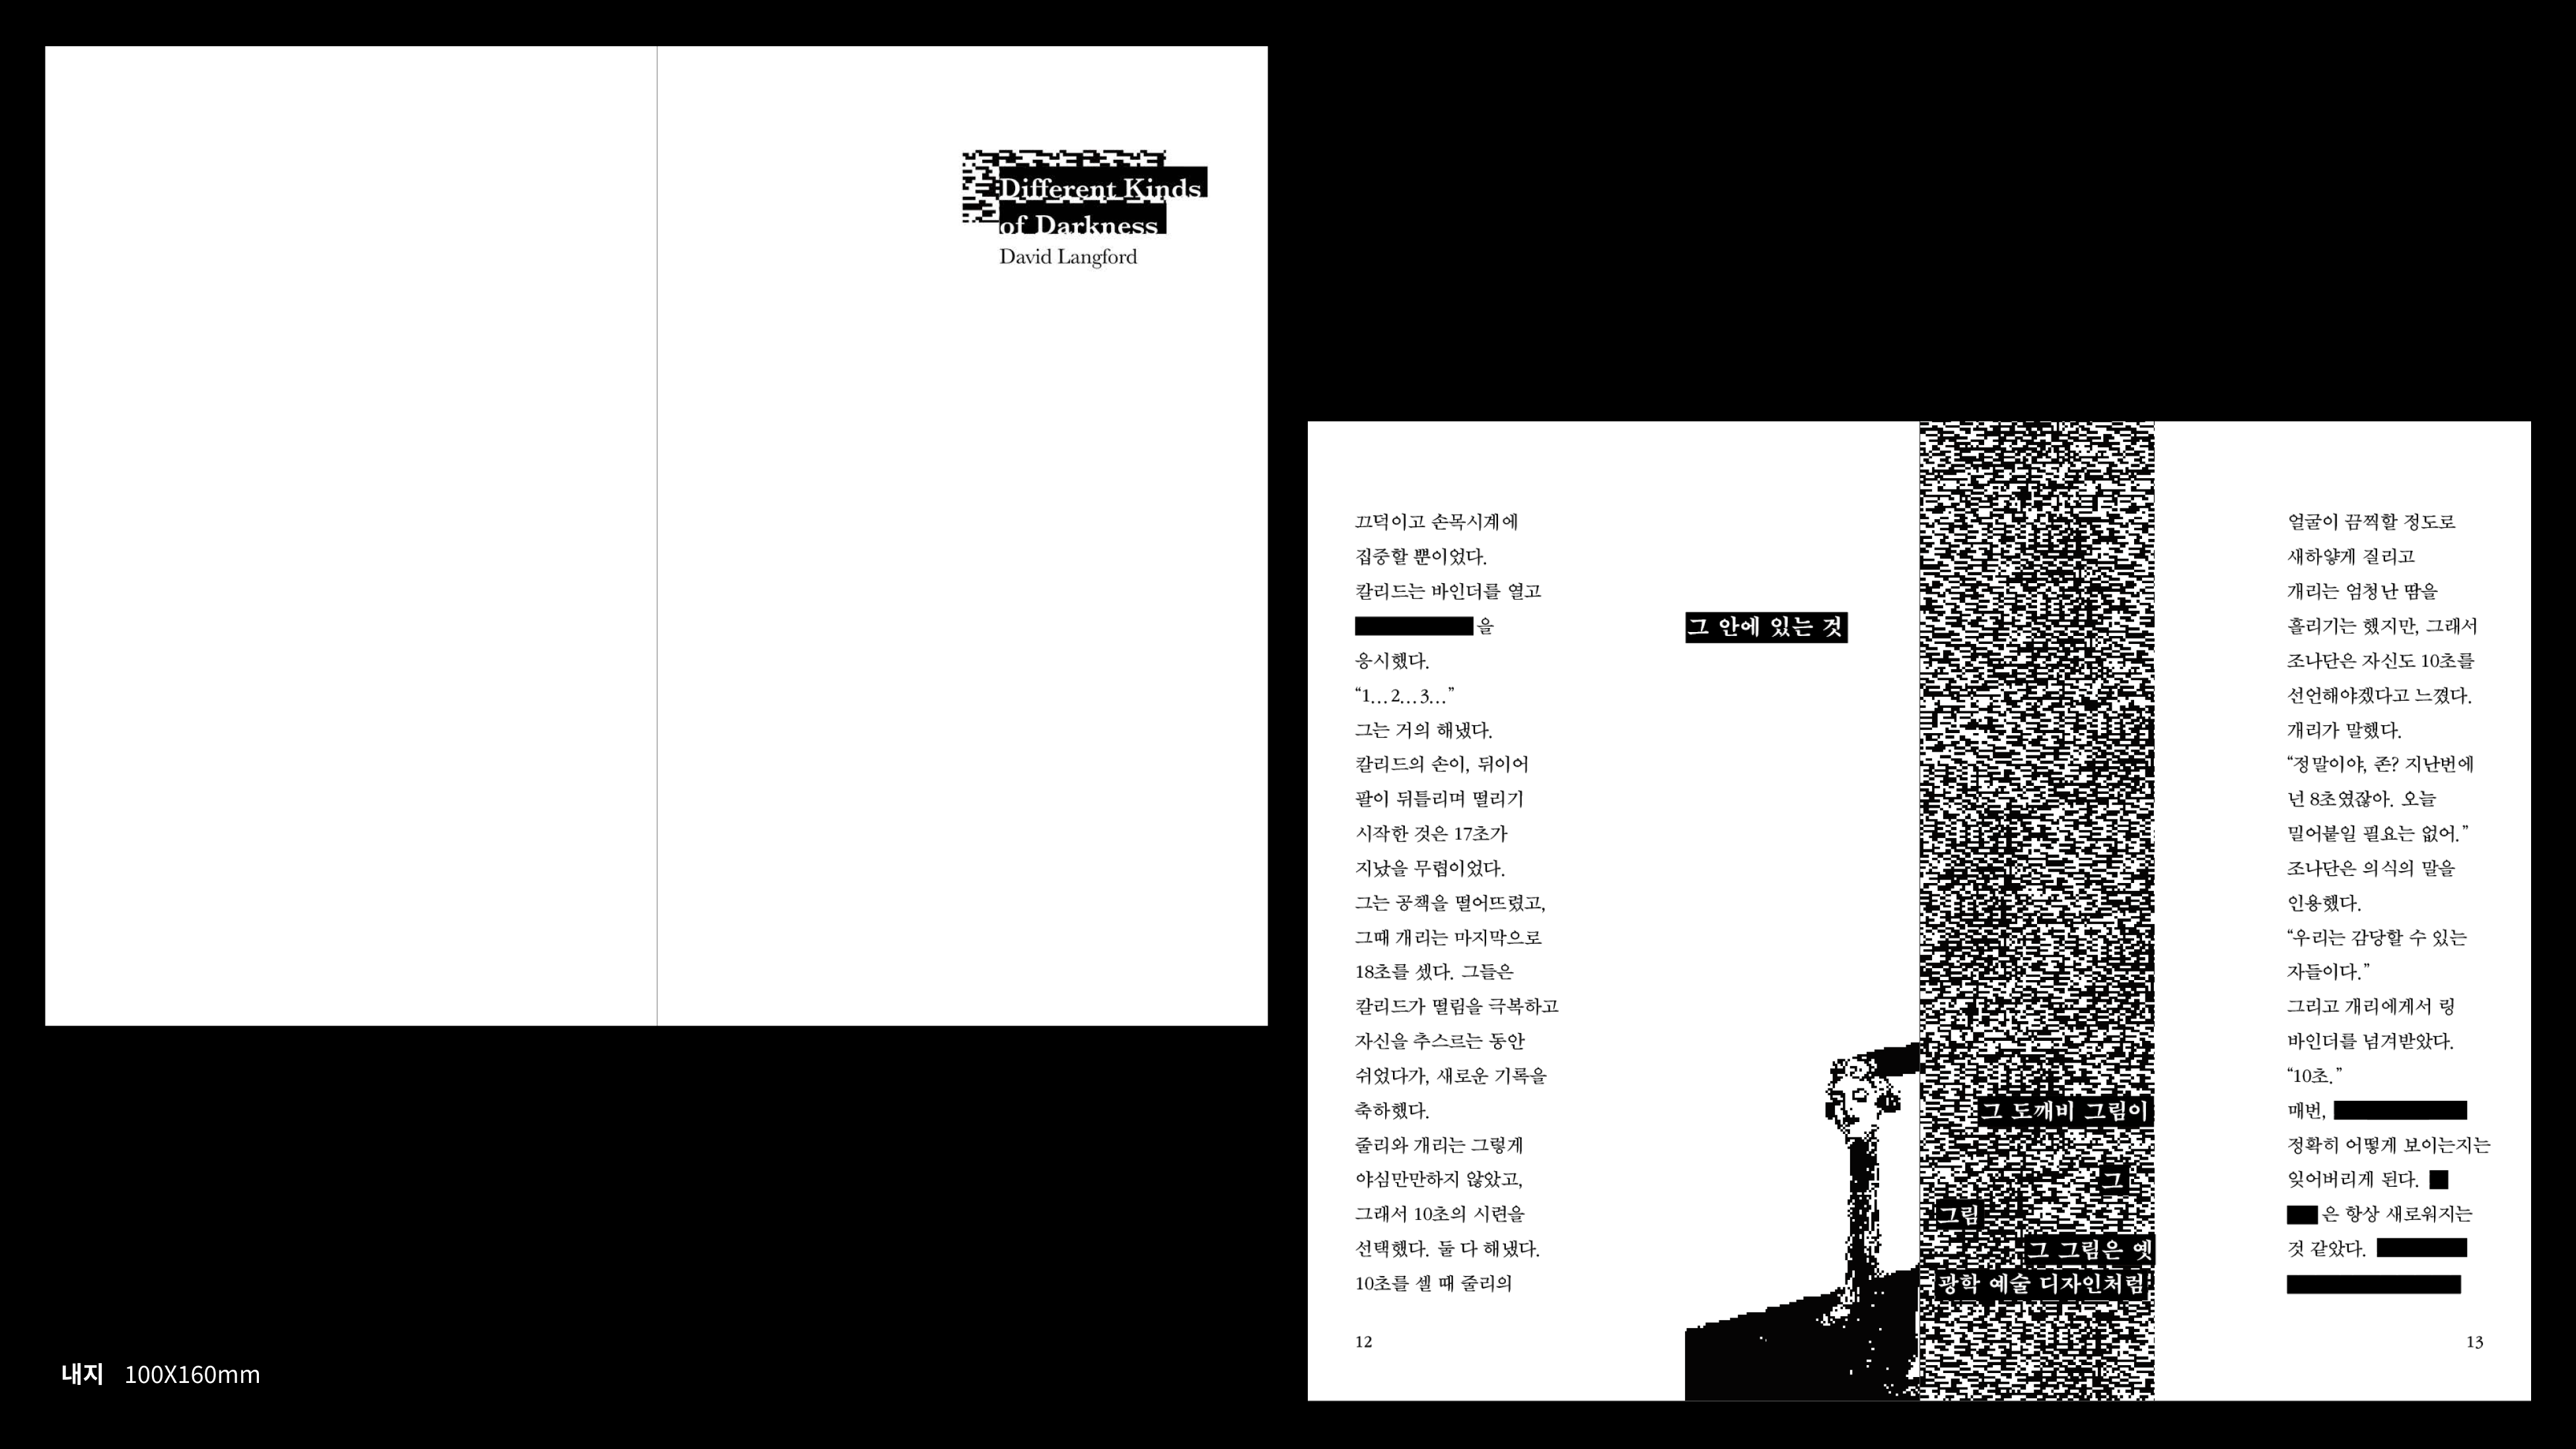 Different Kinds
of Darkness
David Langford
끄덕이고 손목시계에
집중할 뿐이었다.
칼리드는 바인더를 열고
을
응시했다.
“1…2…3…”
그는 거의 해냈다.
칼리드의 손이, 뒤이어
팔이 뒤틀리며 떨리기
시작한 것은 17초가
지났을 무렵이었다.
그는 공책을 떨어뜨렸고,
그때 개리는 마지막으로
18초를 셌다. 그들은
칼리드가 떨림을 극복하고
자신을 추스르는 동안
쉬었다가, 새로운 기록을
축하했다.
줄리와 개리는 그렇게
야심만만하지 않았고,
그래서 10초의 시련을
선택했다. 둘 다 해냈다.
10초를 셀 때 줄리의
12
그 안에 있는 것
그 도깨비 그림이
그
그림
그 그림은 옛
광학 예술 디자인처럼
얼굴이 끔찍할 정도로
새하얗게 질리고
개리는 엄청난 땀을
흘리기는 했지만, 그래서
조나단은 자신도 10초를
선언해야겠다고 느꼈다.
개리가 말했다.
“정말이야, 존? 지난번에
넌 8초였잖아. 오늘
밀어붙일 필요는 없어.”
조나단은 의식의 말을
인용했다.
“우리는 감당할 수 있는
자들이다.”
그리고 개리에게서 링
바인더를 넘겨받았다.
“10초.”
매번,
정확히 어떻게 보이는지는
잊어버리게 된다.
은 항상 새로워지는
것 같았다.
13
내지 100X160mm